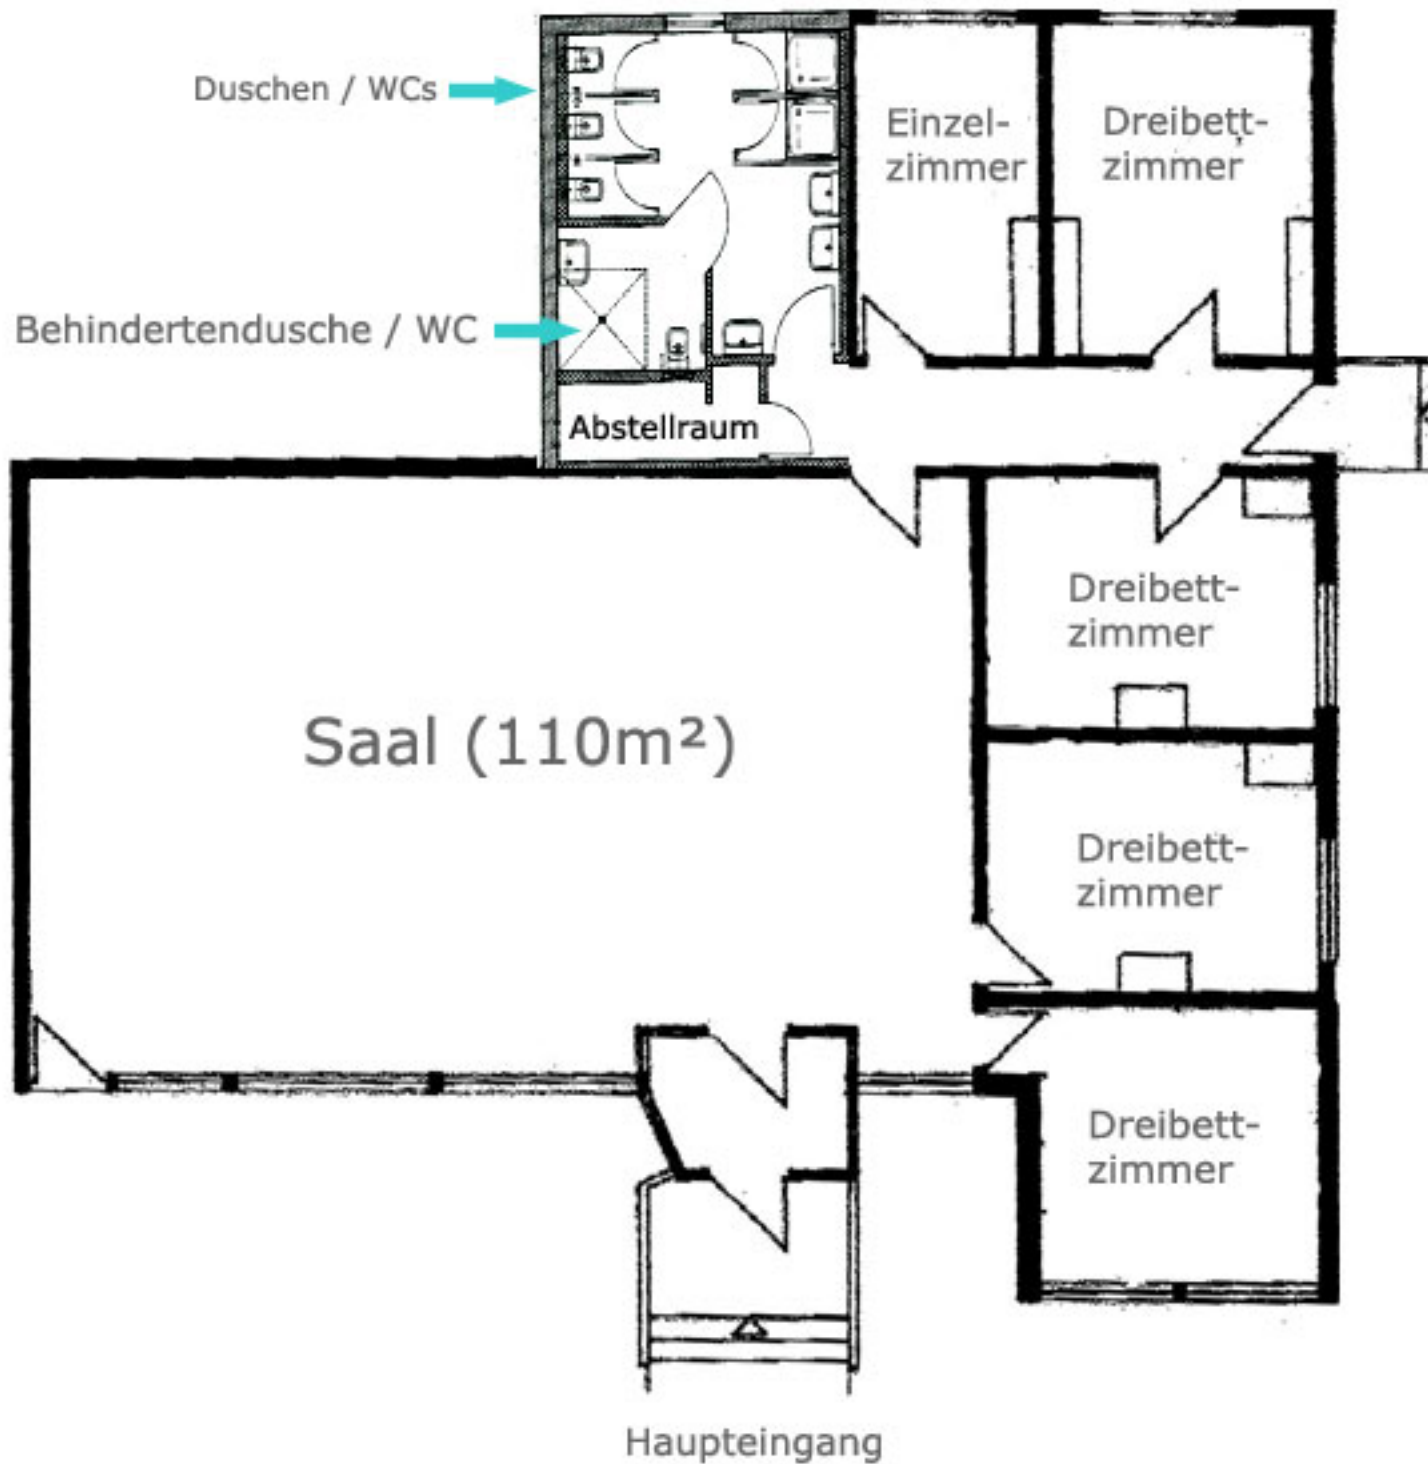 Duschen / WCs
Einzel-
zimmer
Dreibett-
zimmer
Behindertendusche / WC
Abstellraum
Dreibett-
zimmer
Saal (110m²)
Dreibett-
zimmer
Dreibett-
zimmer
Haupteingang